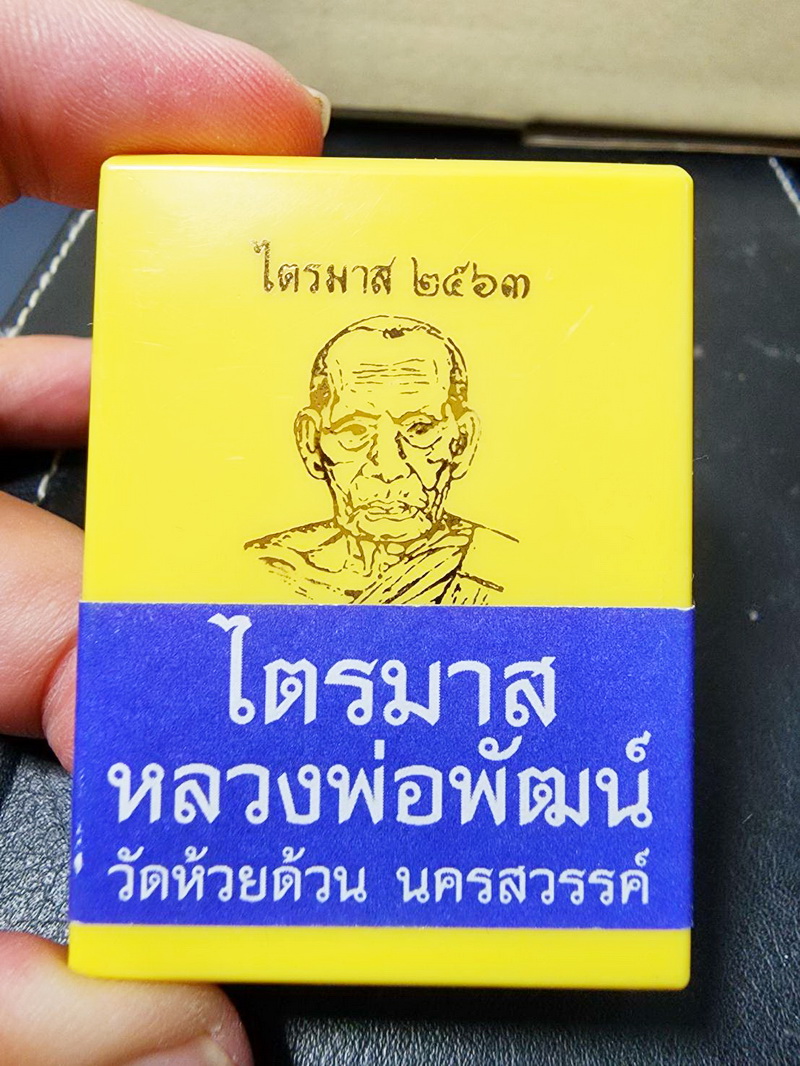 ไตรมาส ๒๕๖๓
ไตรมาส
หลวงพ่อพัฒน์
วัดห้วยด้วน นครสวรรค์